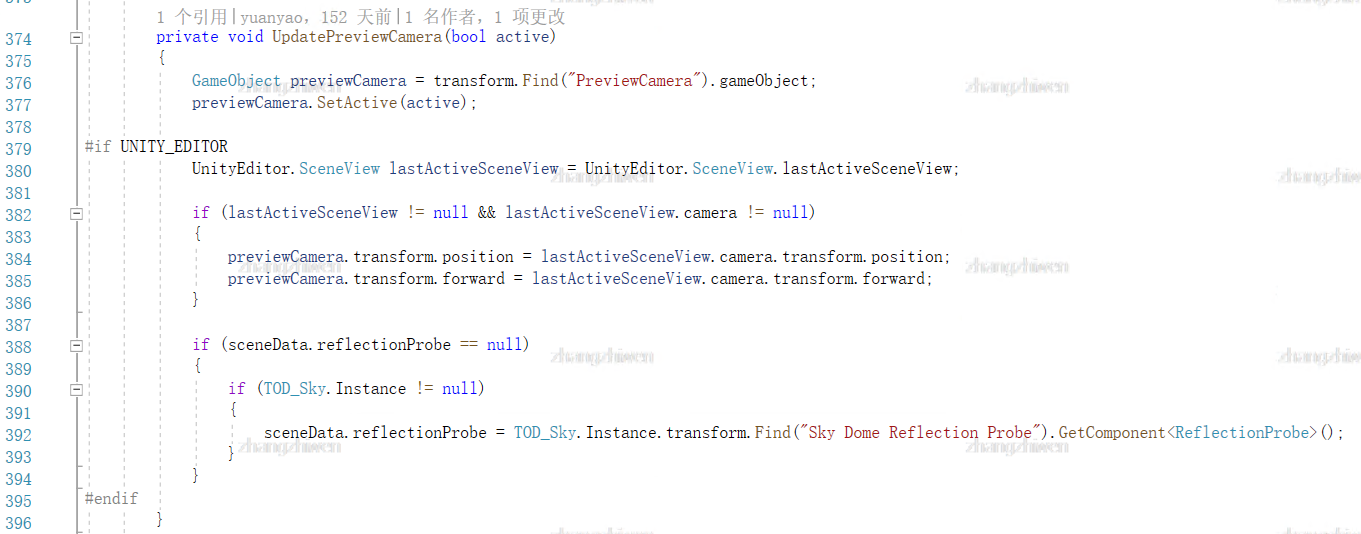 1 个引用|yuanyao，152 天前|1 名作者，1 项更改
374 private void UpdatePreviewCamera(bool active)
375 {
376 GameObject previewCamera = transform.Find("PreviewCamera").gameObject;
377 previewCamera.SetActive(active);
378
379 #if UNITY_EDITOR
380 UnityEditor.SceneView lastActiveSceneView = UnityEditor.SceneView.lastActiveSceneView;
381
382 if (lastActiveSceneView != null && lastActiveSceneView.camera != null)
383 {
384 previewCamera.transform.position = lastActiveSceneView.camera.transform.position;
385 previewCamera.transform.forward = lastActiveSceneView.camera.transform.forward;
386 }
387
388 if (sceneData.reflectionProbe == null)
389 {
390 if (TOD_Sky.Instance != null)
391 {
392 sceneData.reflectionProbe = TOD_Sky.Instance.transform.Find("Sky Dome Reflection Probe").GetComponent<ReflectionProbe>();
393 }
394 }
395 #endif
396 }